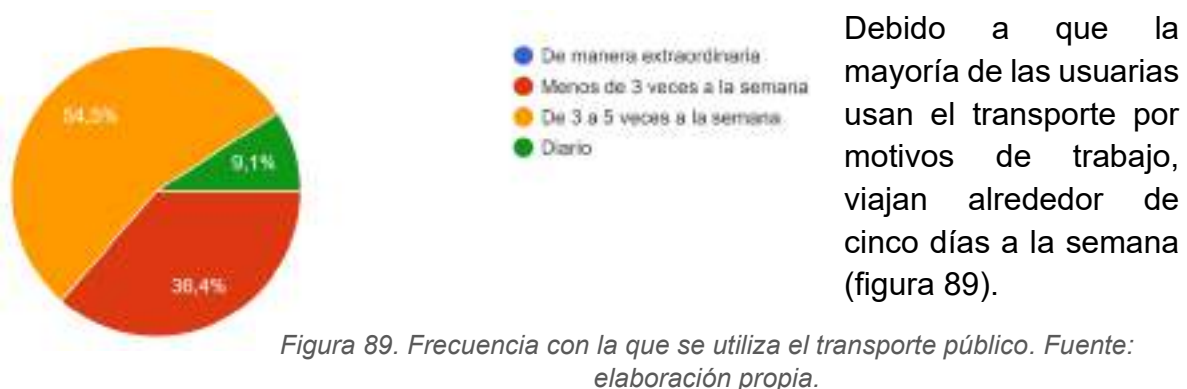 De manera extraordinaria
Menos de 3 veces a la semana
De 3 a 5 veces a la semana
Diario
54,5%
9,1%
36,4%
Debido a que la
mayoría de las usuarias
usan el transporte por
motivos de trabajo,
viajan alrededor de
cinco días a la semana
(figura 89).
Figura 89. Frecuencia con la que se utiliza el transporte público. Fuente:
elaboración propia.